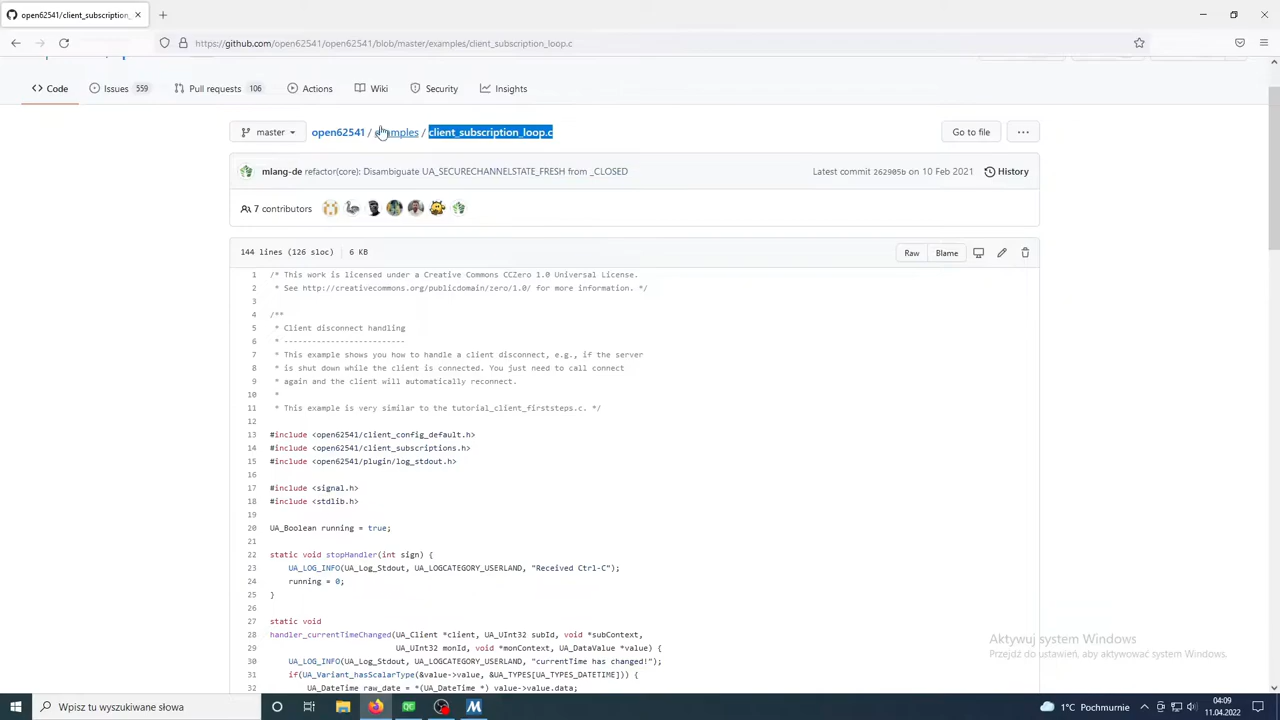 open62541/client_subscription_
https://github.com/open62541/open62541/blob/master/examples/client_subscription_loop.c
Code
Issues 559
Pull requests 106
Actions
Wiki
Security
Insights
master
open62541 / examples / client_subscription_loop.c
Go to file
mlang-de refactor(core): Disambiguate UA_SECURECHANNELSTATE_FRESH from _CLOSED
Latest commit 262905b on 10 Feb 2021
History
7 contributors
144 lines (126 sloc) 6 KB
Raw
Blame
1 /* This work is licensed under a Creative Commons CCZero 1.0 Universal License.
2 * See http://creativecommons.org/publicdomain/zero/1.0/ for more information. */
3
4 /**
5 * Client disconnect handling
6 * --------------------------
7 * This example shows you how to handle a client disconnect, e.g., if the server
8 * is shut down while the client is connected. You just need to call connect
9 * again and the client will automatically reconnect.
10 *
11 * This example is very similar to the tutorial_client_firststeps.c. */
12
13 #include <open62541/client_config_default.h>
14 #include <open62541/client_subscriptions.h>
15 #include <open62541/plugin/log_stdout.h>
16
17 #include <signal.h>
18 #include <stdlib.h>
19
20 UA_Boolean running = true;
21
22 static void stopHandler(int sign) {
23 UA_LOG_INFO(UA_Log_Stdout, UA_LOGCATEGORY_USERLAND, "Received Ctrl-C");
24 running = 0;
25 }
26
27 static void
28 handler_currentTimeChanged(UA_Client *client, UA_UInt32 subId, void *subContext,
29 UA_UInt32 monId, void *monContext, UA_DataValue *value) {
30 UA_LOG_INFO(UA_Log_Stdout, UA_LOGCATEGORY_USERLAND, "currentTime has changed!");
31 if(UA_Variant_hasScalarType(&value->value, &UA_TYPES[UA_TYPES_DATETIME])) {
32 UA_DateTime raw_date = *(UA_DateTime *) value->value.data;
Aktywuj system Windows
Przejdź do ustawień, aby aktywować system Windows.
Wpisz tu wyszukiwane słowa
1°C Pochmurnie
04:09
11.04.2022